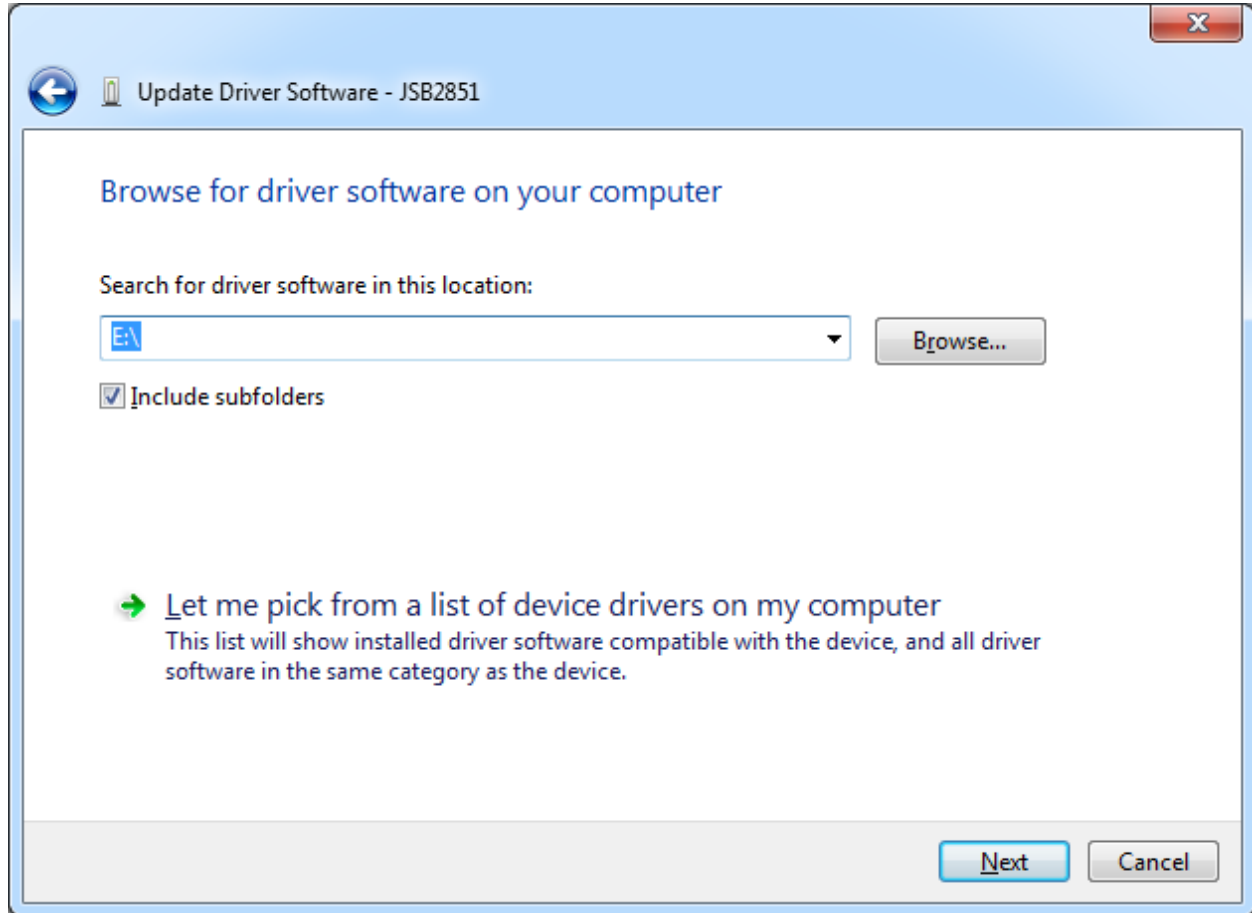 Update Driver Software - JSB2851
Browse for driver software on your computer
Search for driver software in this location:
E:\
Browse...
Include subfolders
Let me pick from a list of device drivers on my computer
This list will show installed driver software compatible with the device, and all driver
software in the same category as the device.
Next
Cancel